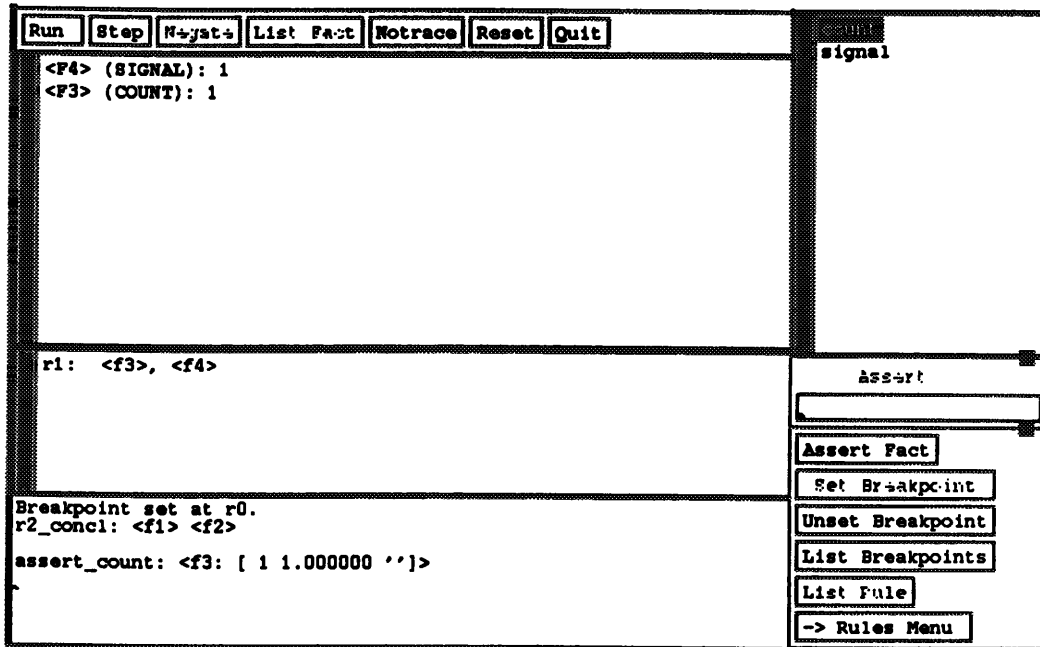 Run Step Negate List Fact Notrace Reset Quit
<F4> (SIGNAL): 1
<F3> (COUNT): 1
signal
r1: <f3>, <f4>
Assert
Assert Fact
Set Breakpoint
Unset Breakpoint
List Breakpoints
List Rule
-> Rules Menu
Breakpoint set at r0.
r2_concl: <f1> <f2>
assert_count: <f3: [ 1 1.000000 '']>